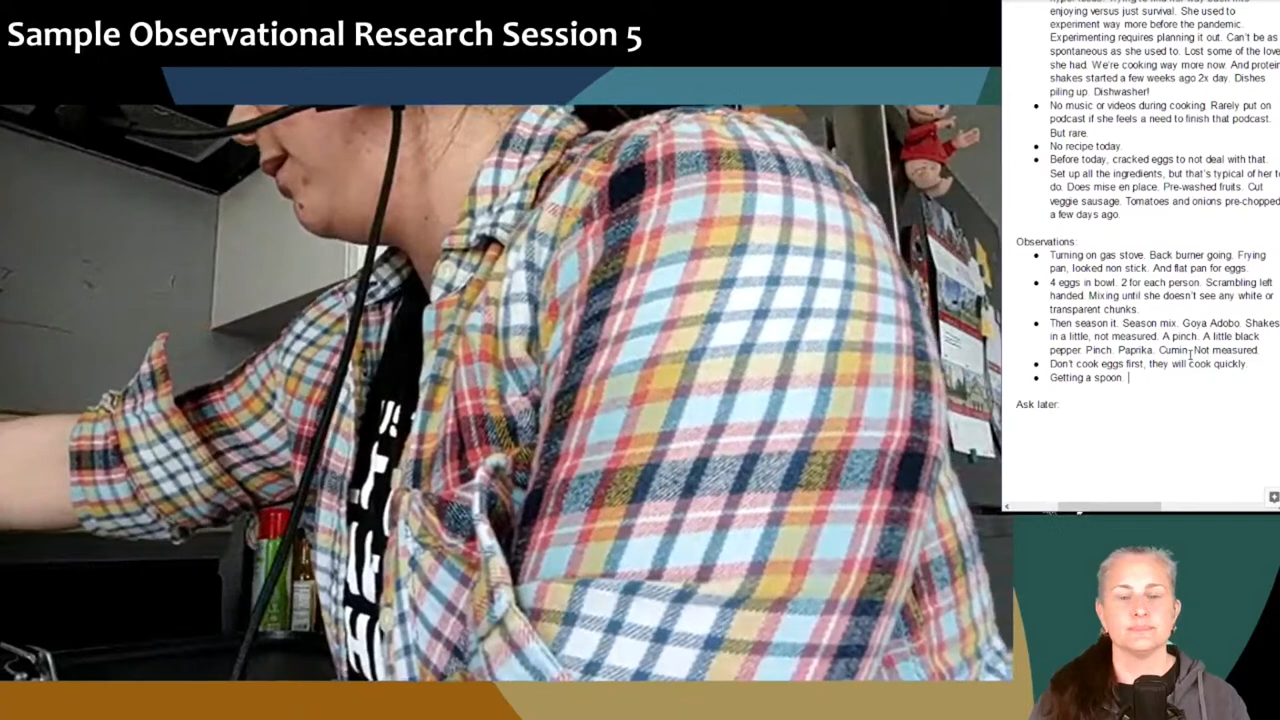 Sample Observational Research Session 5
enjoying versus just survival. She used to
experiment way more before the pandemic.
Experimenting requires planning it out. Can't be as
spontaneous as she used to. Lost some of the love
she had. We're cooking way more now. And protein
shakes started a few weeks ago 2x day. Dishes
piling up. Dishwasher!
● No music or videos during cooking. Rarely put on
podcast if she feels a need to finish that podcast.
But rare.
● No recipe today.
● Before today, cracked eggs to not deal with that.
Set up all the ingredients, but that's typical of her to
do. Does mise en place. Pre-washed fruits. Cut
veggie sausage. Tomatoes and onions pre-chopped
a few days ago.
Observations:
● Turning on gas stove. Back burner going. Frying
pan, looked non stick. And flat pan for eggs.
● 4 eggs in bowl. 2 for each person. Scrambling left
handed. Mixing until she doesn't see any white or
transparent chunks.
● Then season it. Season mix. Goya Adobo. Shakes
in a little, not measured. A pinch. A little black
pepper. Pinch. Paprika. Cumin. Not measured.
● Don't cook eggs first, they will cook quickly.
● Getting a spoon.
Ask later: